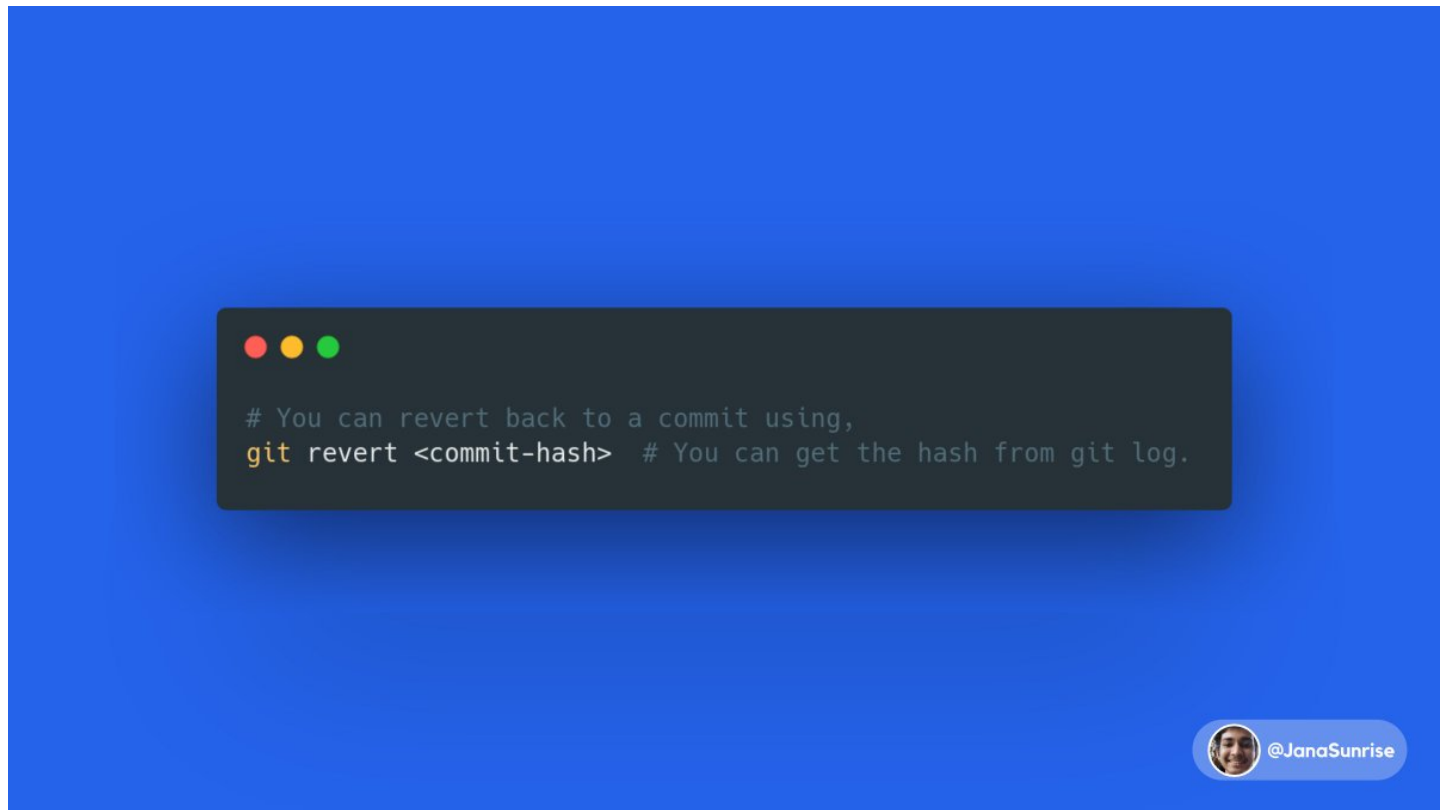 # You can revert back to a commit using,
git revert <commit-hash>  # You can get the hash from git log.
@JanaSunrise